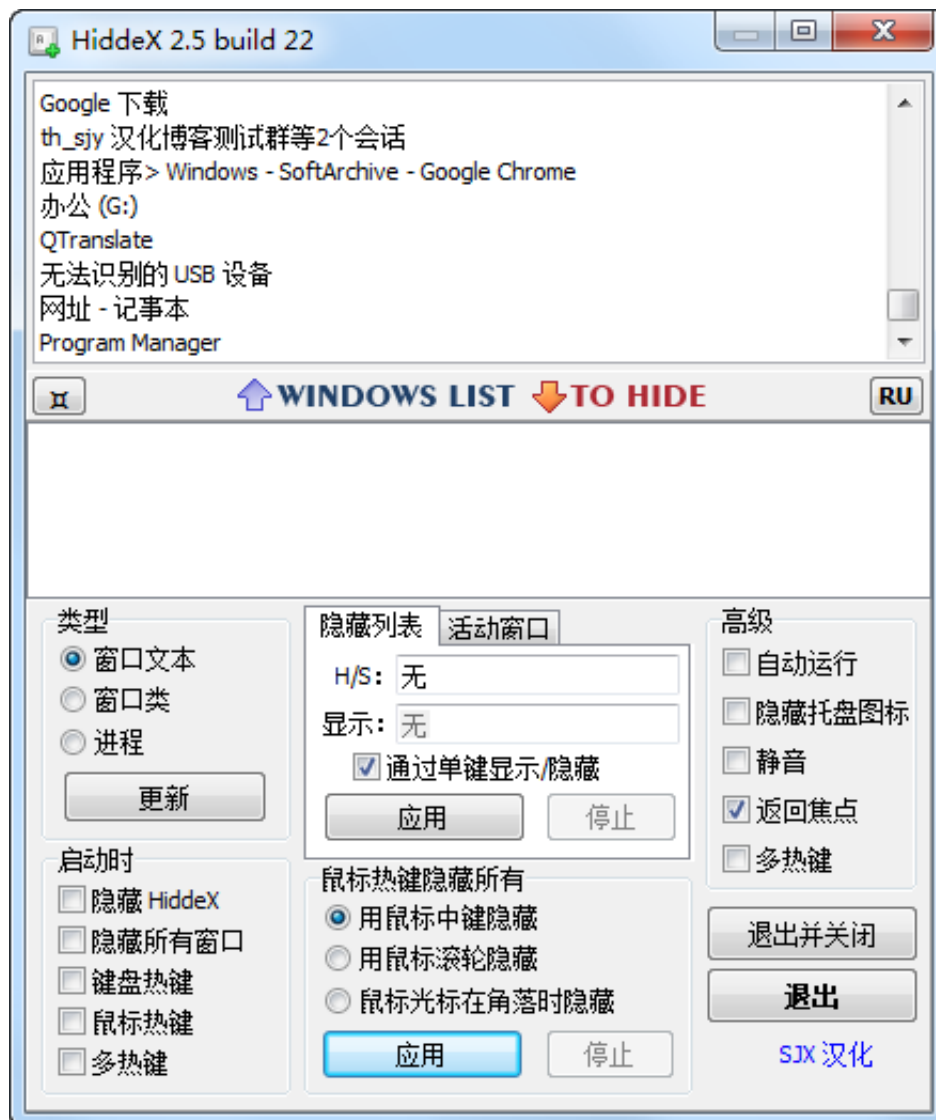 HiddeX 2.5 build 22
Google 下载
th_sjy 汉化博客测试群等2个会话
应用程序> Windows - SoftArchive - Google Chrome
办公 (G:)
QTranslate
无法识别的 USB 设备
网址 - 记事本
Program Manager
¤ WINDOWS LIST TO HIDE RU
类型
窗口文本
窗口类
进程
更新
启动时
隐藏 HiddeX
隐藏所有窗口
键盘热键
鼠标热键
多热键
隐藏列表 活动窗口
H/S: 无
显示: 无
通过单键显示/隐藏
应用 停止
鼠标热键隐藏所有
用鼠标中键隐藏
用鼠标滚轮隐藏
鼠标光标在角落时隐藏
应用 停止
高级
自动运行
隐藏托盘图标
静音
返回焦点
多热键
退出并关闭
退出
SJX 汉化